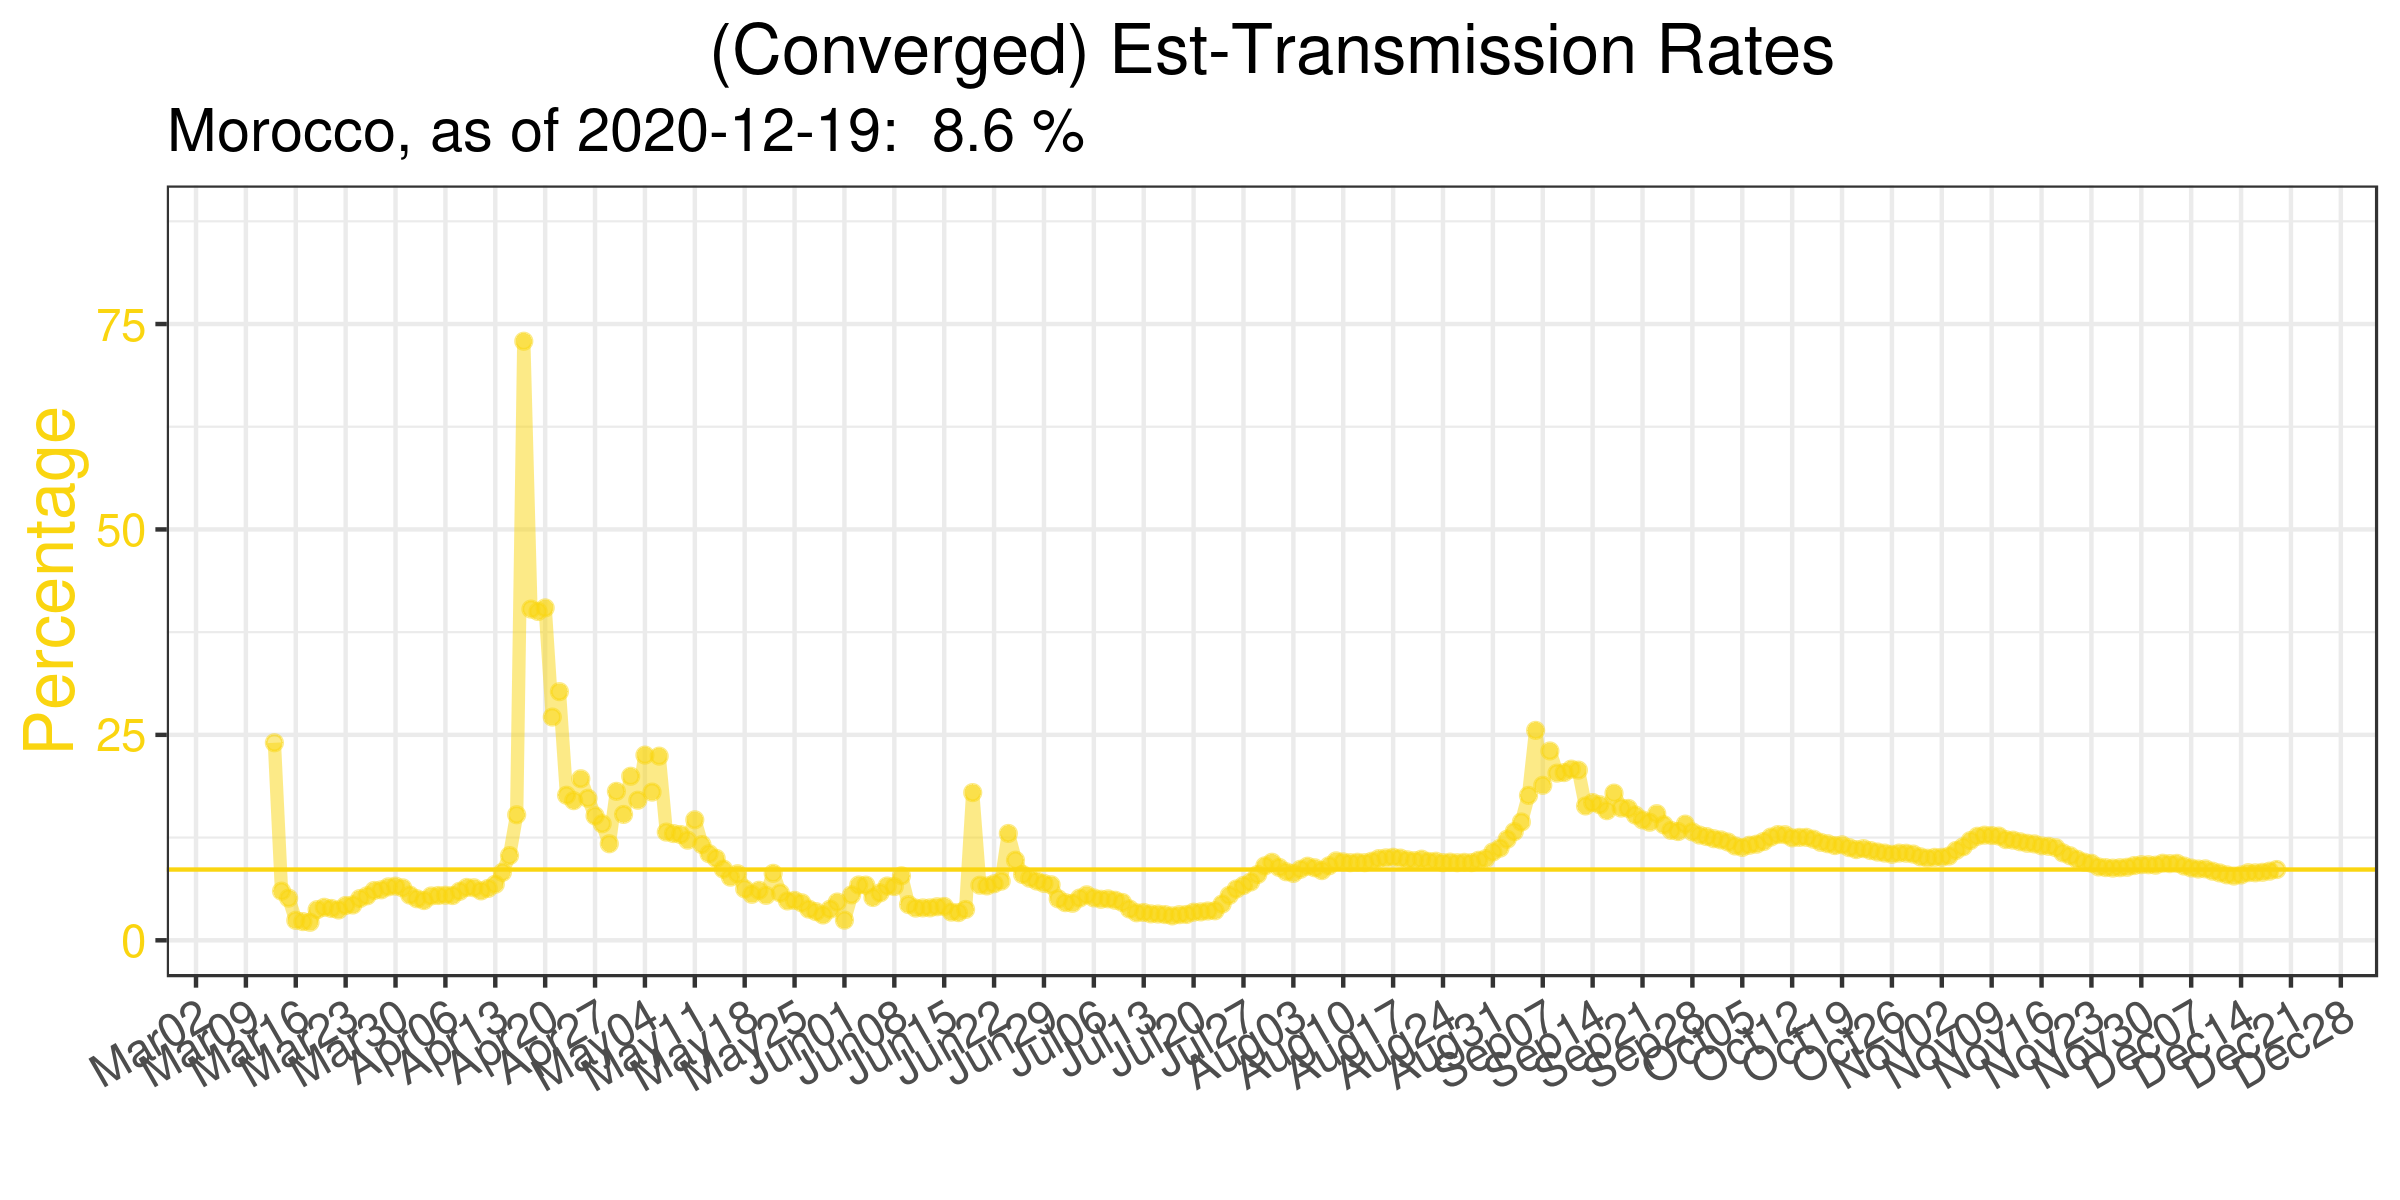 (Converged) Est-Transmission Rates
Morocco, as of 2020-12-19:  8.6 %
Percentage
75
50
25
0
Mar02
Mar09
Mar16
Mar23
Mar30
Apr06
Apr13
Apr20
Apr27
May04
May11
May18
May25
Jun01
Jun08
Jun15
Jun22
Jun29
Jul06
Jul13
Jul20
Jul27
Aug03
Aug10
Aug17
Aug24
Aug31
Sep07
Sep14
Sep21
Sep28
Oct05
Oct12
Oct19
Oct26
Nov02
Nov09
Nov16
Nov23
Nov30
Dec07
Dec14
Dec21
Dec28